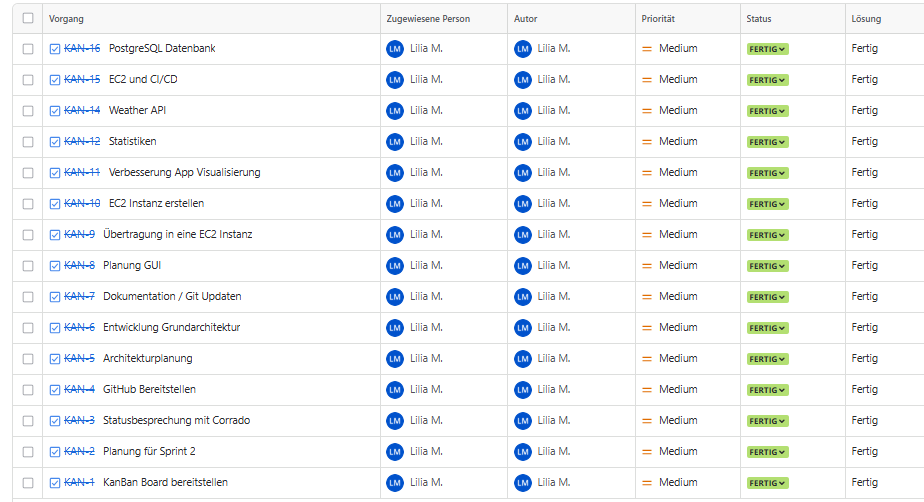 Vorgang Zugewiesene Person Autor Priorität Status Lösung
KAN-16 PostgreSQL Datenbank LM Lilia M. LM Lilia M. Medium FERTIG Fertig
KAN-15 EC2 und CI/CD LM Lilia M. LM Lilia M. Medium FERTIG Fertig
KAN-14 Weather API LM Lilia M. LM Lilia M. Medium FERTIG Fertig
KAN-12 Statistiken LM Lilia M. LM Lilia M. Medium FERTIG Fertig
KAN-11 Verbesserung App Visualisierung LM Lilia M. LM Lilia M. Medium FERTIG Fertig
KAN-10 EC2 Instanz erstellen LM Lilia M. LM Lilia M. Medium FERTIG Fertig
KAN-9 Übertragung in eine EC2 Instanz LM Lilia M. LM Lilia M. Medium FERTIG Fertig
KAN-8 Planung GUI LM Lilia M. LM Lilia M. Medium FERTIG Fertig
KAN-7 Dokumentation / Git Updaten LM Lilia M. LM Lilia M. Medium FERTIG Fertig
KAN-6 Entwicklung Grundarchitektur LM Lilia M. LM Lilia M. Medium FERTIG Fertig
KAN-5 Architekturplanung LM Lilia M. LM Lilia M. Medium FERTIG Fertig
KAN-4 GitHub Bereitstellen LM Lilia M. LM Lilia M. Medium FERTIG Fertig
KAN-3 Statusbesprechung mit Corrado LM Lilia M. LM Lilia M. Medium FERTIG Fertig
KAN-2 Planung für Sprint 2 LM Lilia M. LM Lilia M. Medium FERTIG Fertig
KAN-1 KanBan Board bereitstellen LM Lilia M. LM Lilia M. Medium FERTIG Fertig